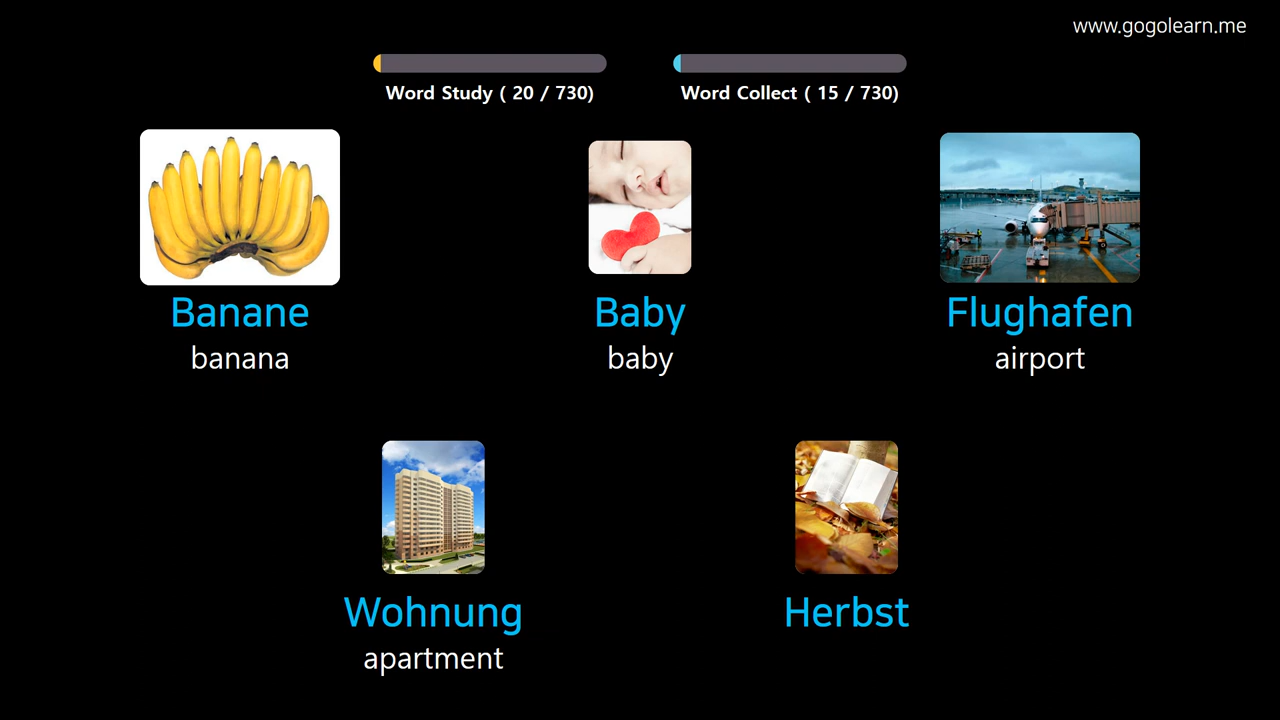 www.gogolearn.me
Word Study ( 20 / 730)
Word Collect ( 15 / 730)
Banane
banana
Baby
baby
Flughafen
airport
Wohnung
apartment
Herbst